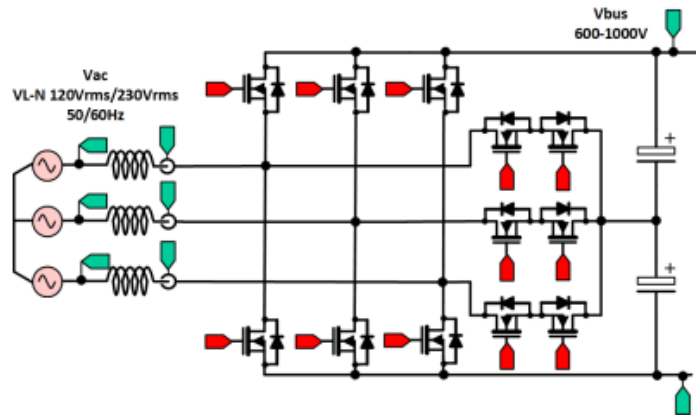 Vbus
600-1000V
Vac
VL-N 120Vrms/230Vrms
50/60Hz
+
+